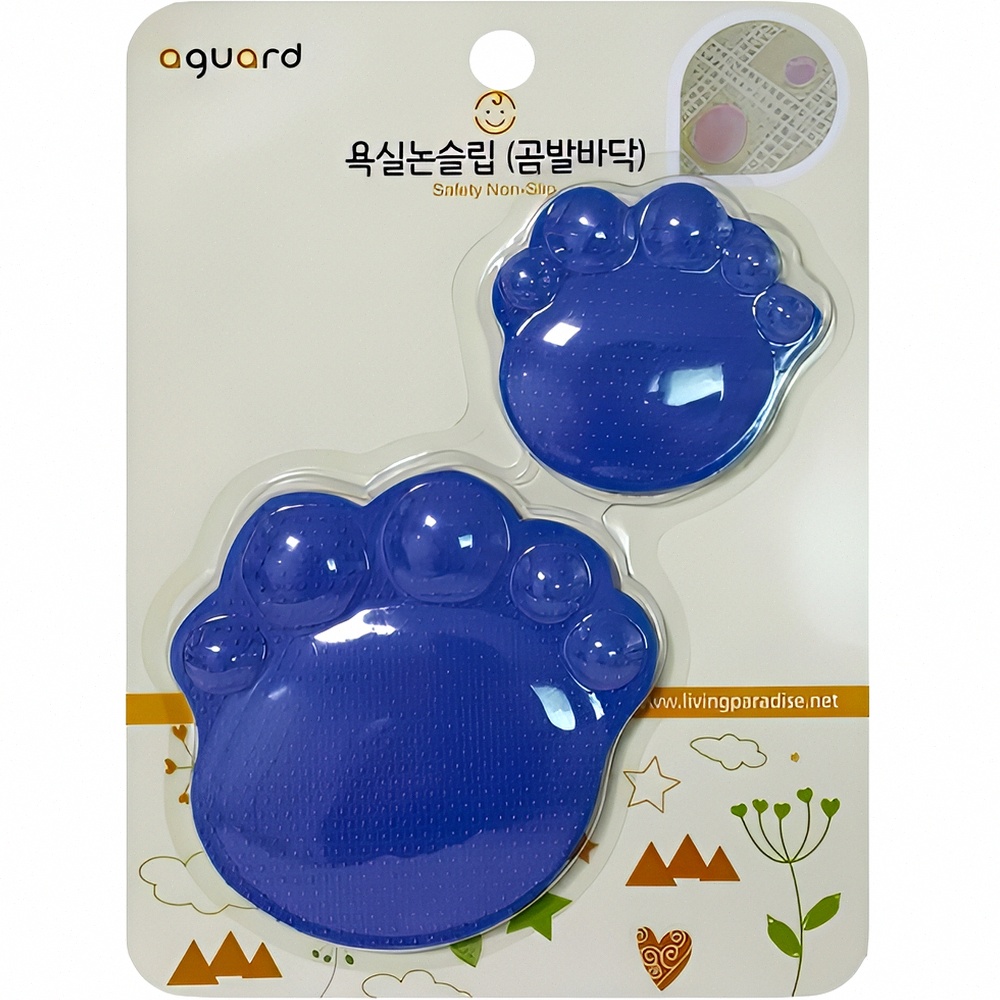 aguard
욕실논슬립 (곰발바닥)
Safety Non-Slip
www.livingparadise.net